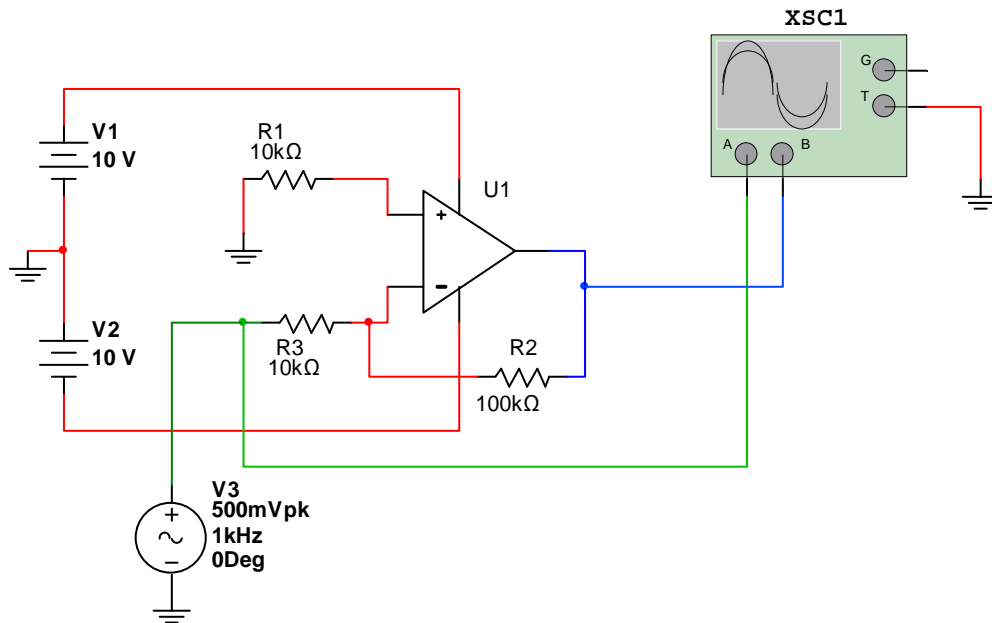 XSC1
G
T
A
B
V1
10 V
R1
10kΩ
U1
+
-
V2
10 V
R3
10kΩ
R2
100kΩ
V3
500mVpk
1kHz
0Deg
+
~
-